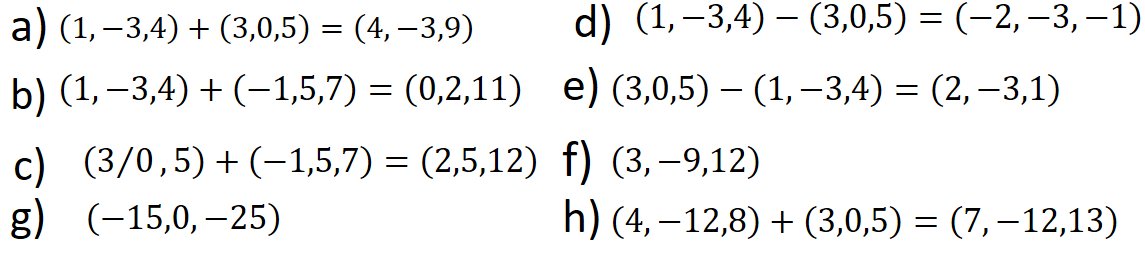 a) (1, −3,4) + (3,0,5) = (4, −3,9)
d) (1, −3,4) − (3,0,5) = (−2, −3, −1)
b) (1, −3,4) + (−1,5,7) = (0,2,11)
e) (3,0,5) − (1, −3,4) = (2, −3,1)
c) (3/0 , 5) + (−1,5,7) = (2,5,12)
f) (3, −9,12)
g) (−15,0, −25)
h) (4, −12,8) + (3,0,5) = (7, −12,13)